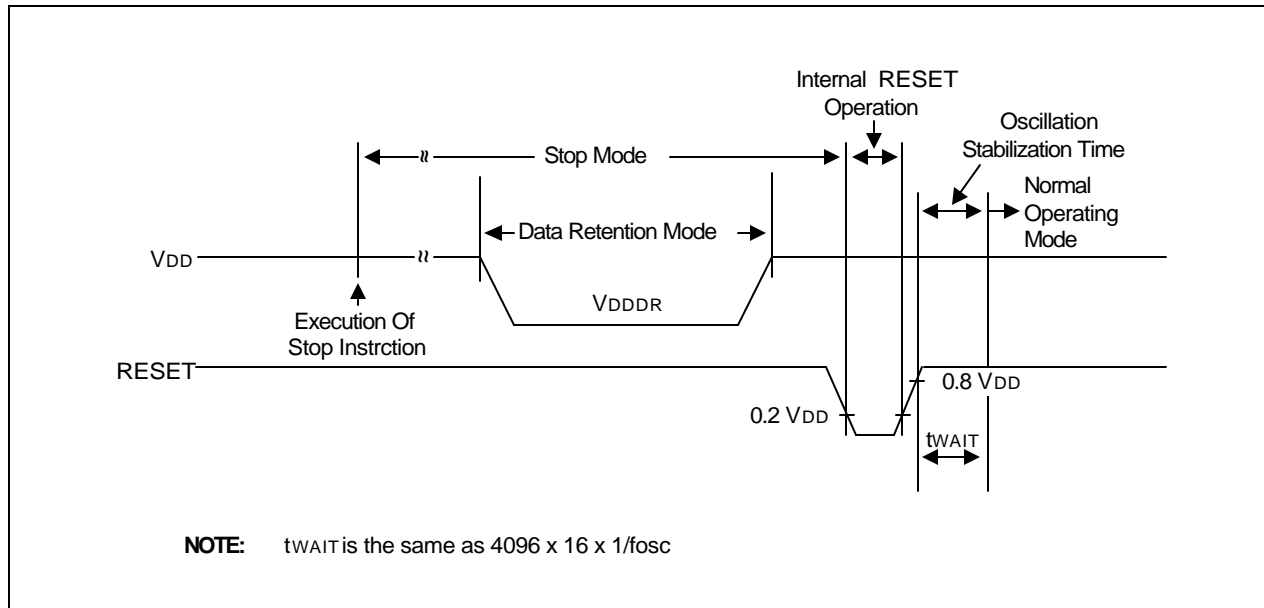 Internal RESET
Operation
Oscillation
Stabilization Time
Stop Mode
Normal
Operating
Mode
Data Retention Mode
VDD
VDDDR
Execution Of
Stop Instrction
RESET
0.8 VDD
0.2 VDD
tWAIT
NOTE: tWAIT is the same as 4096 x 16 x 1/fosc